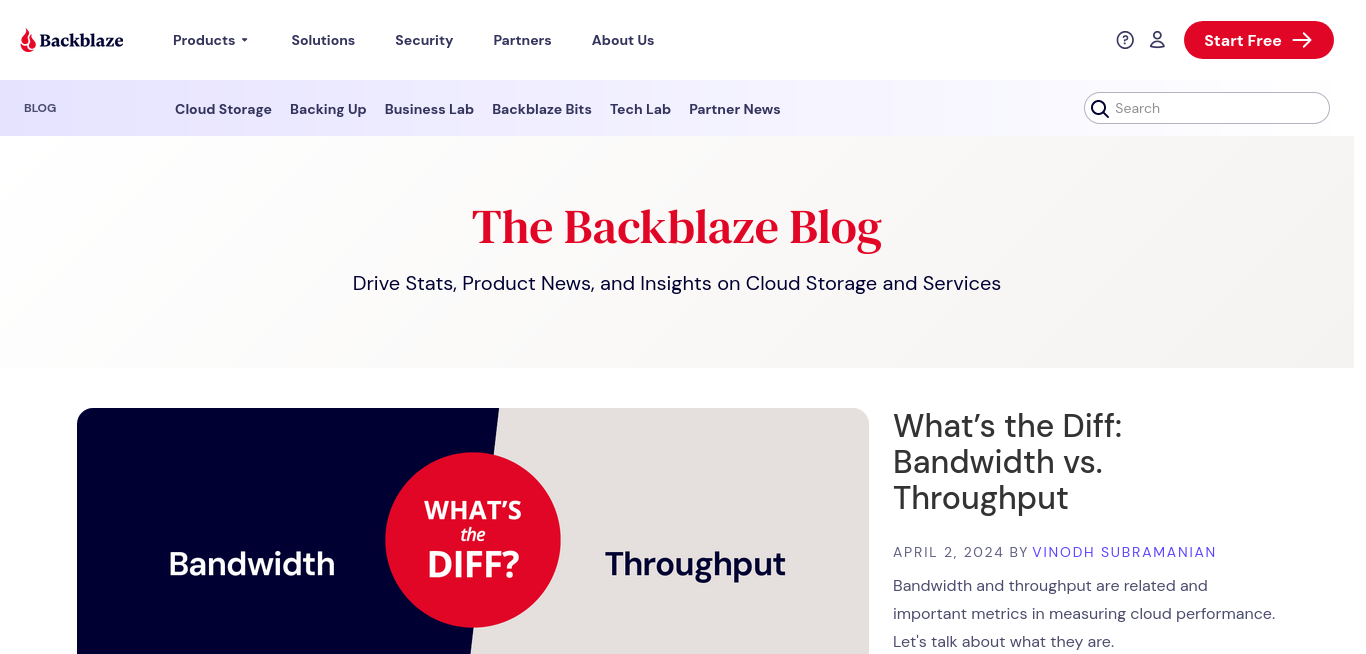 Backblaze Products Solutions Security Partners About Us Start Free
BLOG Cloud Storage Backing Up Business Lab Backblaze Bits Tech Lab Partner News Search
The Backblaze Blog
Drive Stats, Product News, and Insights on Cloud Storage and Services
WHAT'S
the
DIFF?
Bandwidth
Throughput
What’s the Diff:
Bandwidth vs.
Throughput
APRIL 2, 2024 BY VINODH SUBRAMANIAN
Bandwidth and throughput are related and
important metrics in measuring cloud performance.
Let's talk about what they are.